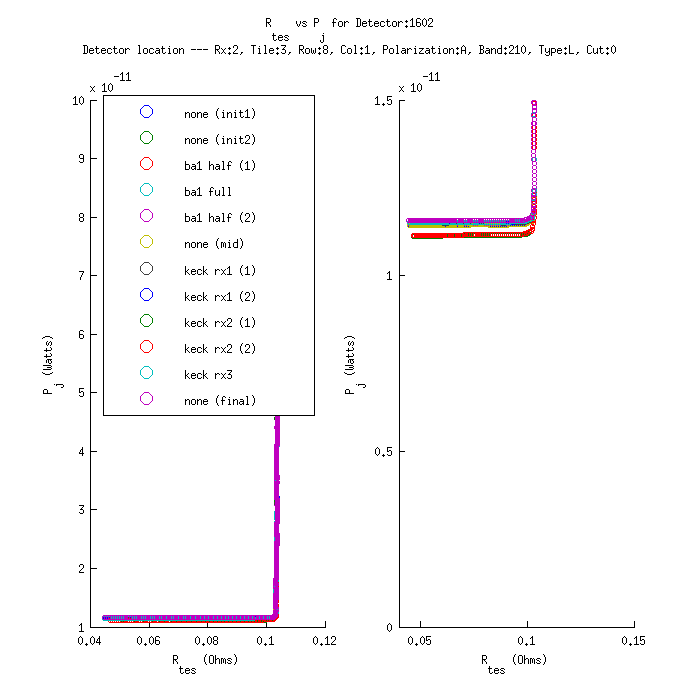 R tes vs P j for Detector:1602
Detector location --- Rx:2, Tile:3, Row:8, Col:1, Polarization:A, Band:210, Type:L, Cut:0
x 10^-11
10
9
8
7
6
5
4
3
2
1
0.04 0.06 0.08 0.1 0.12
P j (Watts)
R tes (Ohms)
none (init1)
none (init2)
ba1 half (1)
ba1 full
ba1 half (2)
none (mid)
keck rx1 (1)
keck rx1 (2)
keck rx2 (1)
keck rx2 (2)
keck rx3
none (final)
x 10^-11
1.5
1
0.5
0
0.05 0.1 0.15
P j (Watts)
R tes (Ohms)